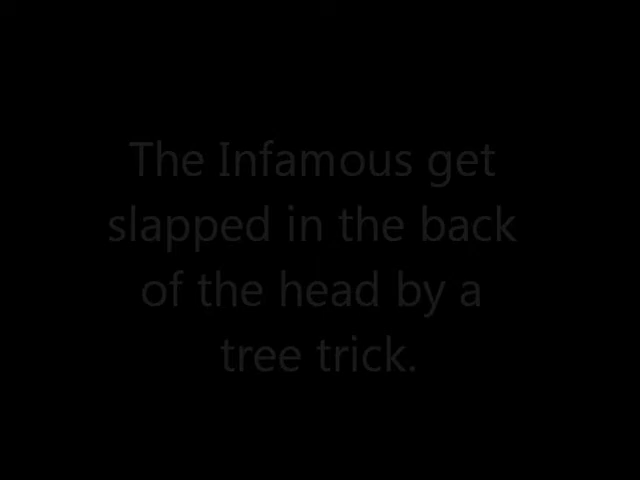 The Infamous get
slapped in the back
of the head by a
tree trick.